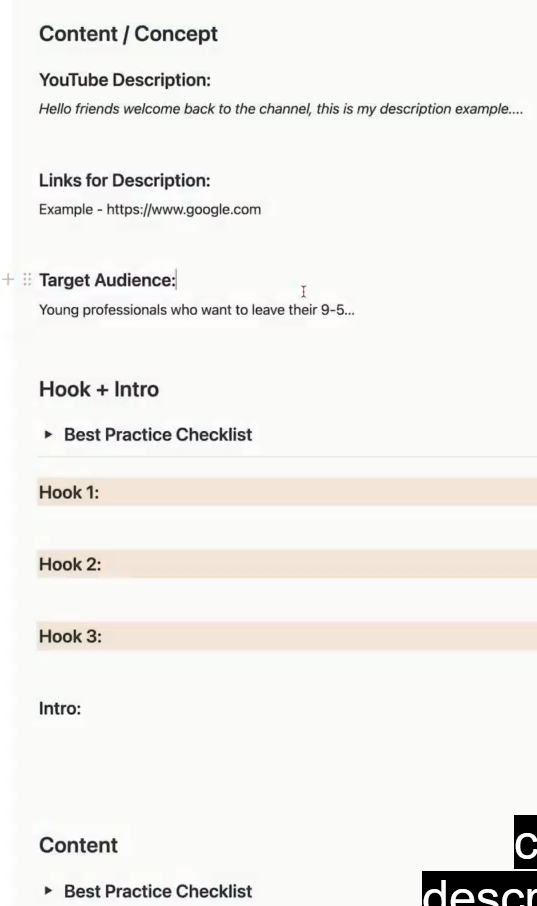 Content / Concept
YouTube Description:
Hello friends welcome back to the channel, this is my description example....
Links for Description:
Example - https://www.google.com
Target Audience:
Young professionals who want to leave their 9-5...
Hook + Intro
Best Practice Checklist
Hook 1:
Hook 2:
Hook 3:
Intro:
Content
Best Practice Checklist